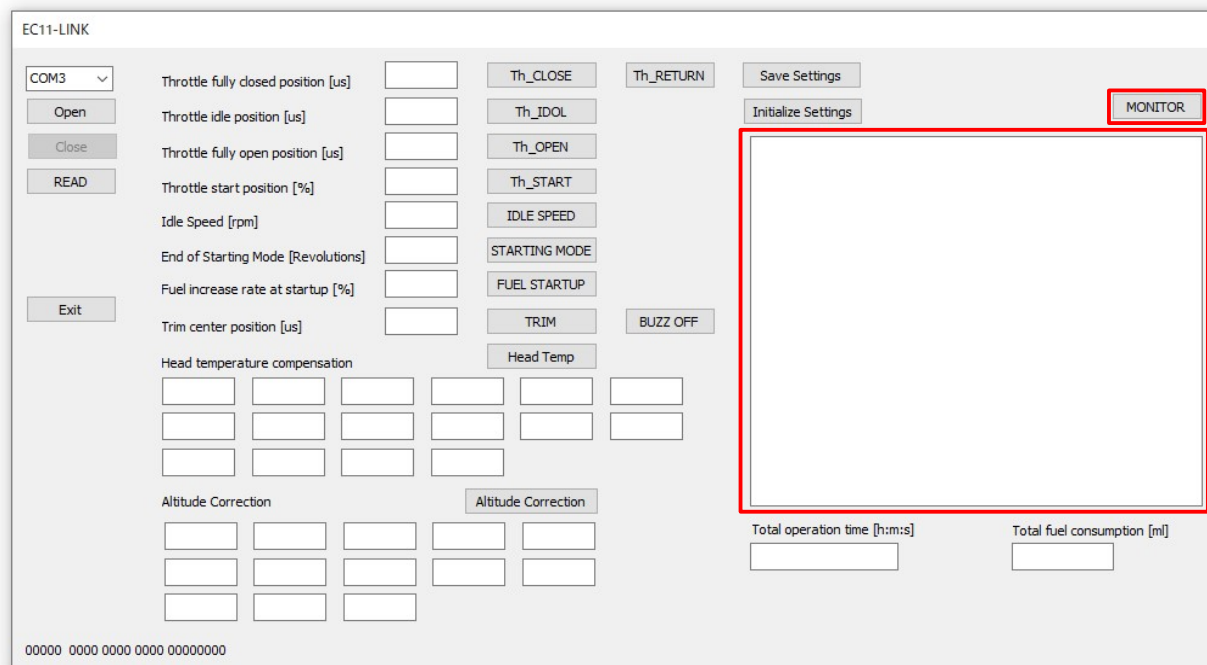 EC11-LINK
COM3
Open
Close
READ
Exit
Throttle fully closed position [us]
Th_CLOSE
Th_RETURN
Save Settings
Throttle idle position [us]
Th_IDOL
Initialize Settings
MONITOR
Throttle fully open position [us]
Th_OPEN
Throttle start position [%]
Th_START
Idle Speed [rpm]
IDLE SPEED
End of Starting Mode [Revolutions]
STARTING MODE
Fuel increase rate at startup [%]
FUEL STARTUP
Trim center position [us]
TRIM
BUZZ OFF
Head temperature compensation
Head Temp
Altitude Correction
Altitude Correction
Total operation time [h:m:s]
Total fuel consumption [ml]
00000 0000 0000 0000 00000000